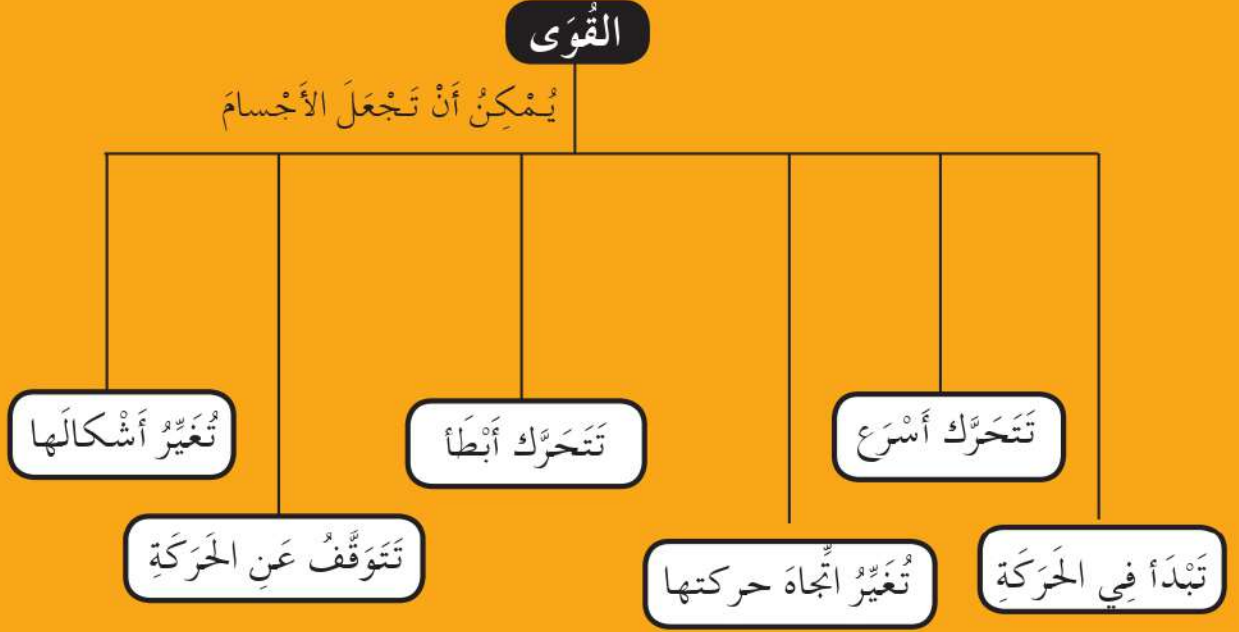 القُوَى
يُمْكِنُ أَنْ تَجْعَلَ الأَجْسامَ
تَبْدَأ فِي الحَرَكَةِ
تَتَحَرَّك أَسْرَع
تُغَيِّرُ اتِّجاهَ حركتها
تَتَحَرَّك أَبْطَأ
تَتَوَقَّفُ عَنِ الحَرَكَةِ
تُغَيِّرُ أَشْكالَها